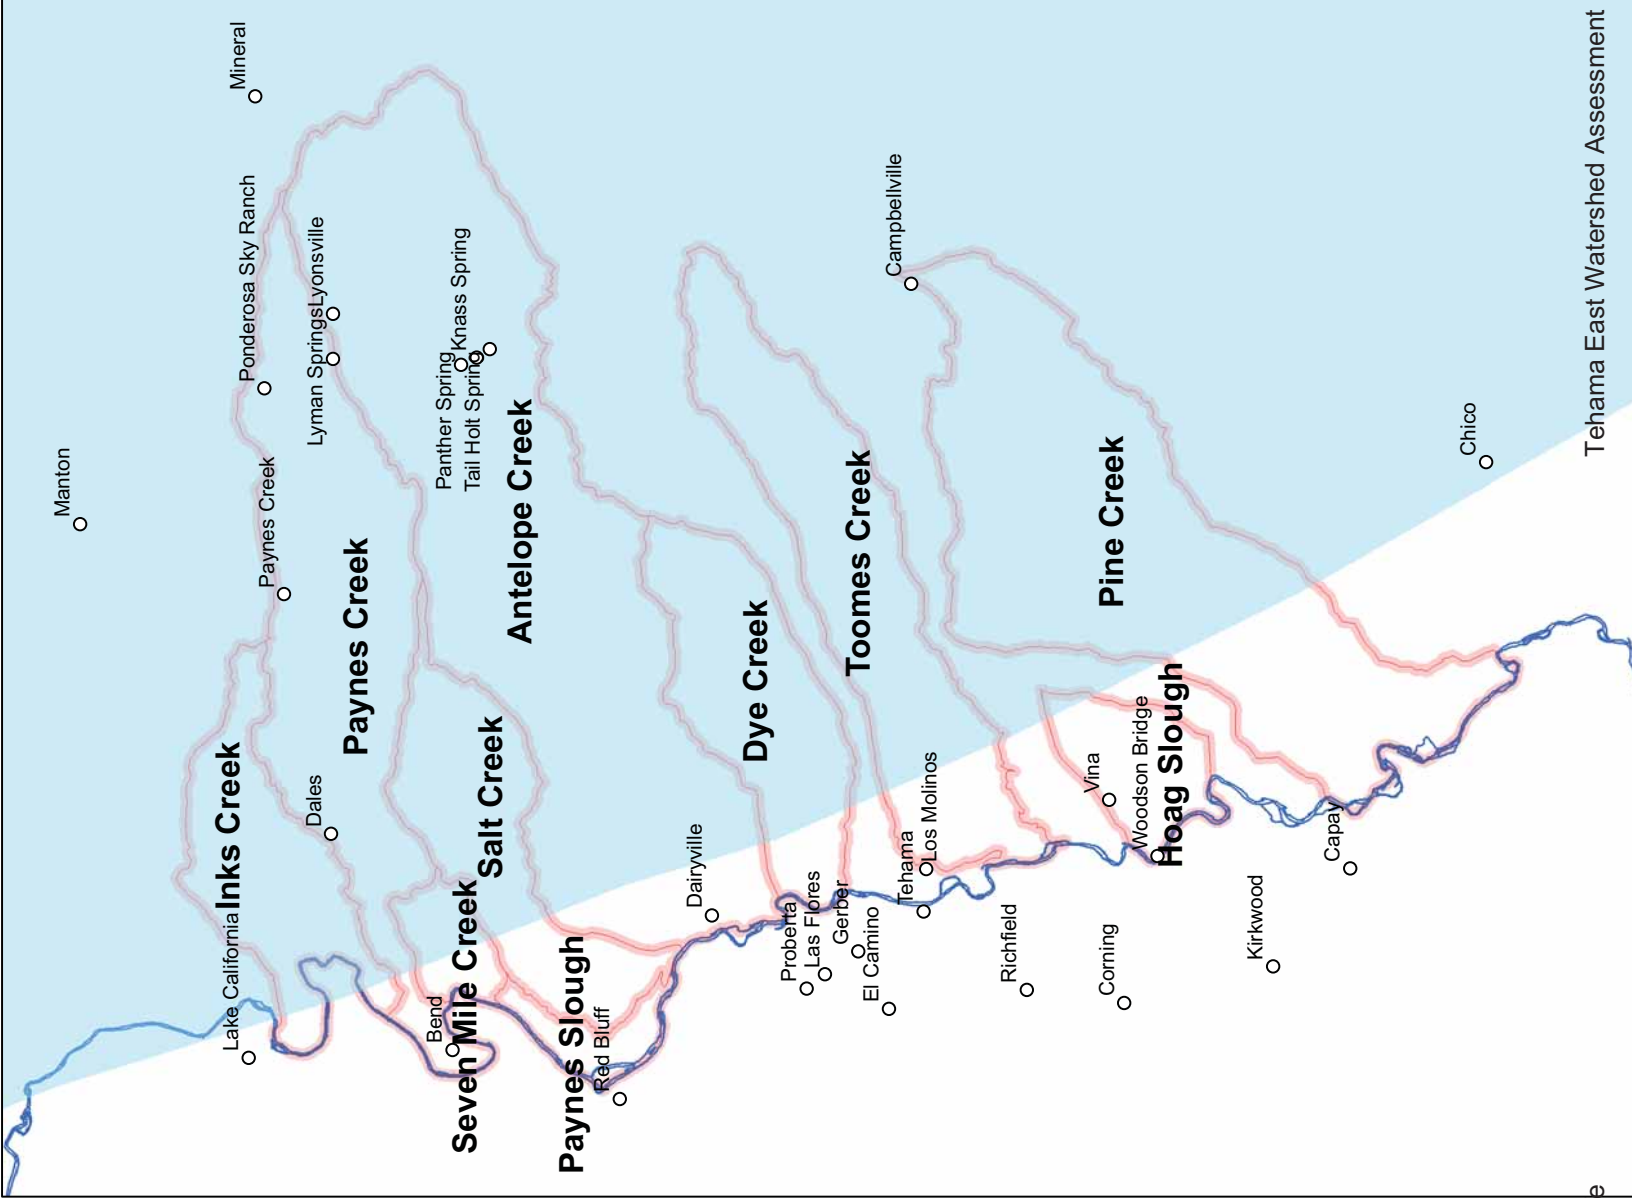 Manton
Mineral
Ponderosa Sky Ranch
Paynes Creek
Lyonsville
Lyman Springs
Panther Spring
Knass Spring
Tail Holt Spring
Campbellville
Chico
Dales
Lake California
Bend
Red Bluff
Dairyville
Proberta
Las Flores
Gerber
El Camino
Tehama
Los Molinos
Richfield
Corning
Vina
Woodson Bridge
Kirkwood
Capay
Inks Creek
Paynes Creek
Antelope Creek
Salt Creek
Seven Mile Creek
Paynes Slough
Dye Creek
Toomes Creek
Pine Creek
Hoag Slough
Tehama East Watershed Assessment
e